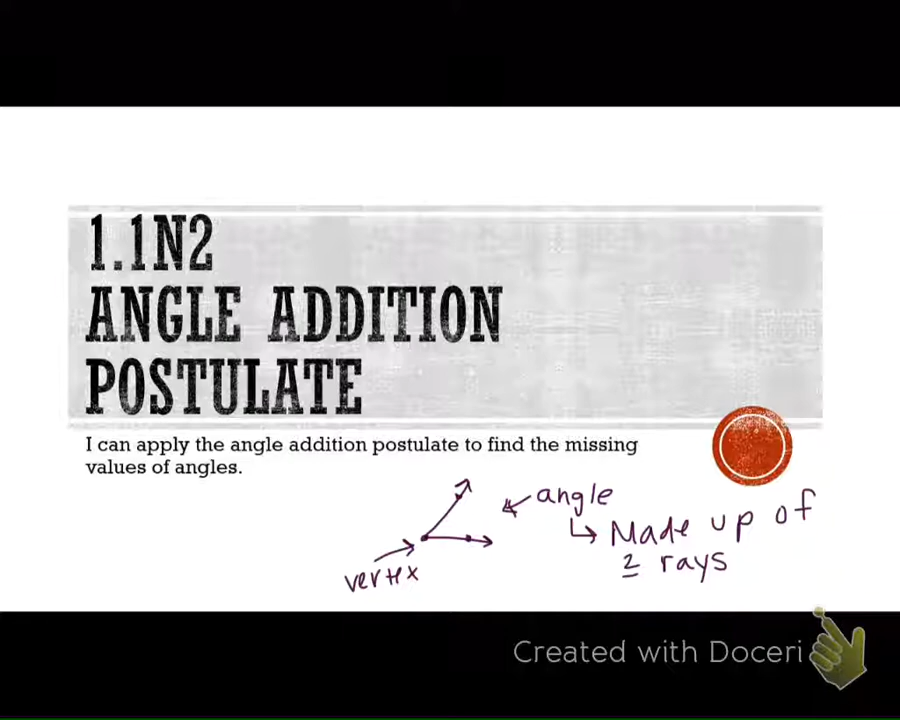 1.1N2
ANGLE ADDITION
POSTULATE
I can apply the angle addition postulate to find the missing
values of angles.
angle
Made up of
2 rays
vertex
Created with Doceri